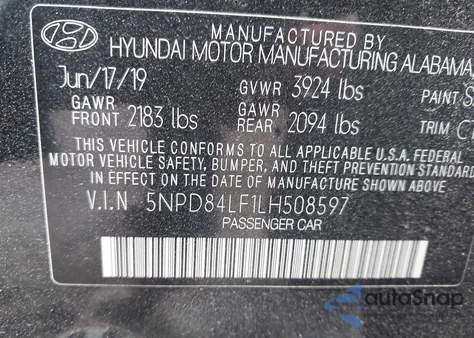 MANUFACTURED BY
HYUNDAI MOTOR MANUFACTURING ALABAMA
Jun/17/19 GVWR 3924 lbs PAINT S
GAWR FRONT 2183 lbs GAWR REAR 2094 lbs TRIM
THIS VEHICLE CONFORMS TO ALL APPLICABLE U.S.A. FEDERAL
MOTOR VEHICLE SAFETY, BUMPER, AND THEFT PREVENTION STANDARD
IN EFFECT ON THE DATE OF MANUFACTURE SHOWN ABOVE.
V.I.N 5NPD84LF1LH508597
PASSENGER CAR
autoSnap